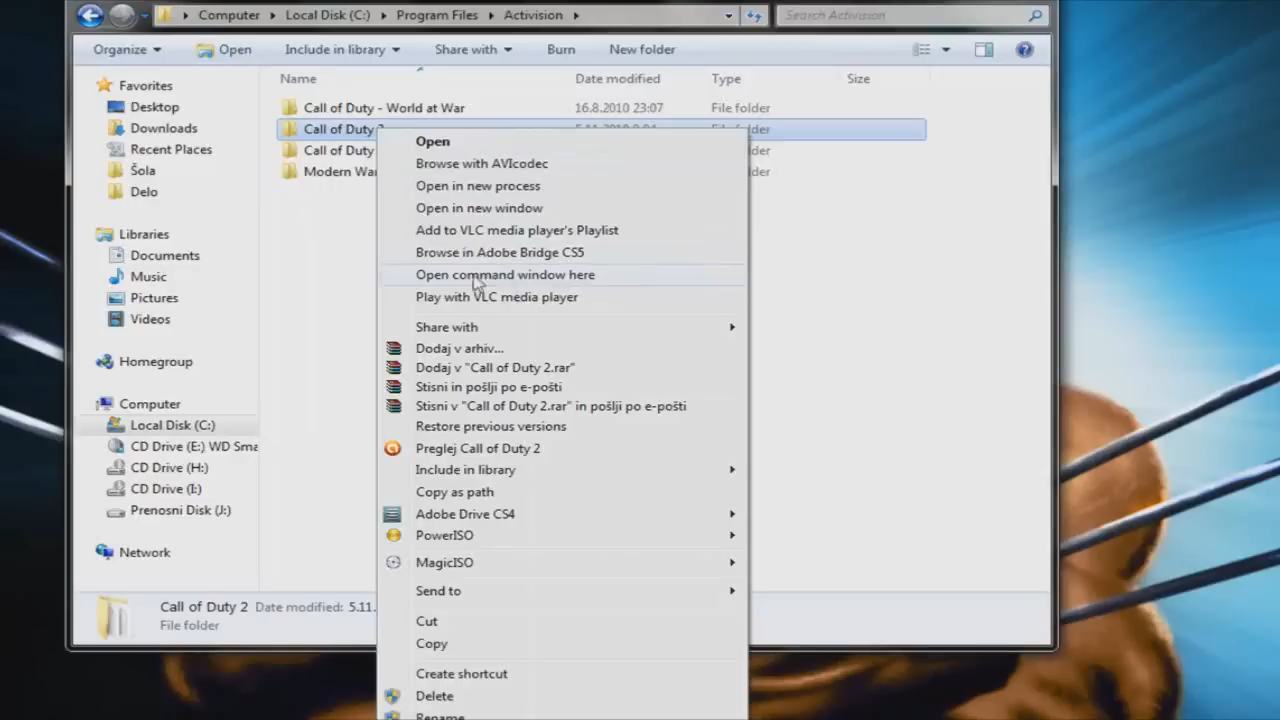 Computer Local Disk (C:) Program Files Activision Search Activision
Organize Open Include in library Share with Burn New folder
Name Date modified Type Size
Call of Duty - World at War 16.8.2010 23:07 File folder
Call of Duty 2
Call of Duty
Modern War
Favorites
Desktop
Downloads
Recent Places
Šola
Delo
Libraries
Documents
Music
Pictures
Videos
Homegroup
Computer
Local Disk (C:)
CD Drive (E:) WD Sma
CD Drive (H:)
CD Drive (I:)
Prenosni Disk (J:)
Network
Open
Browse with AVIcodec
Open in new process
Open in new window
Add to VLC media player's Playlist
Browse in Adobe Bridge CS5
Open command window here
Play with VLC media player
Share with
Dodaj v arhiv...
Dodaj v "Call of Duty 2.rar"
Stisni in pošlji po e-pošti
Stisni v "Call of Duty 2.rar" in pošlji po e-pošti
Restore previous versions
Preglej Call of Duty 2
Include in library
Copy as path
Adobe Drive CS4
PowerISO
MagicISO
Send to
Cut
Copy
Create shortcut
Delete
Rename
Call of Duty 2 Date modified: 5.11.
File folder